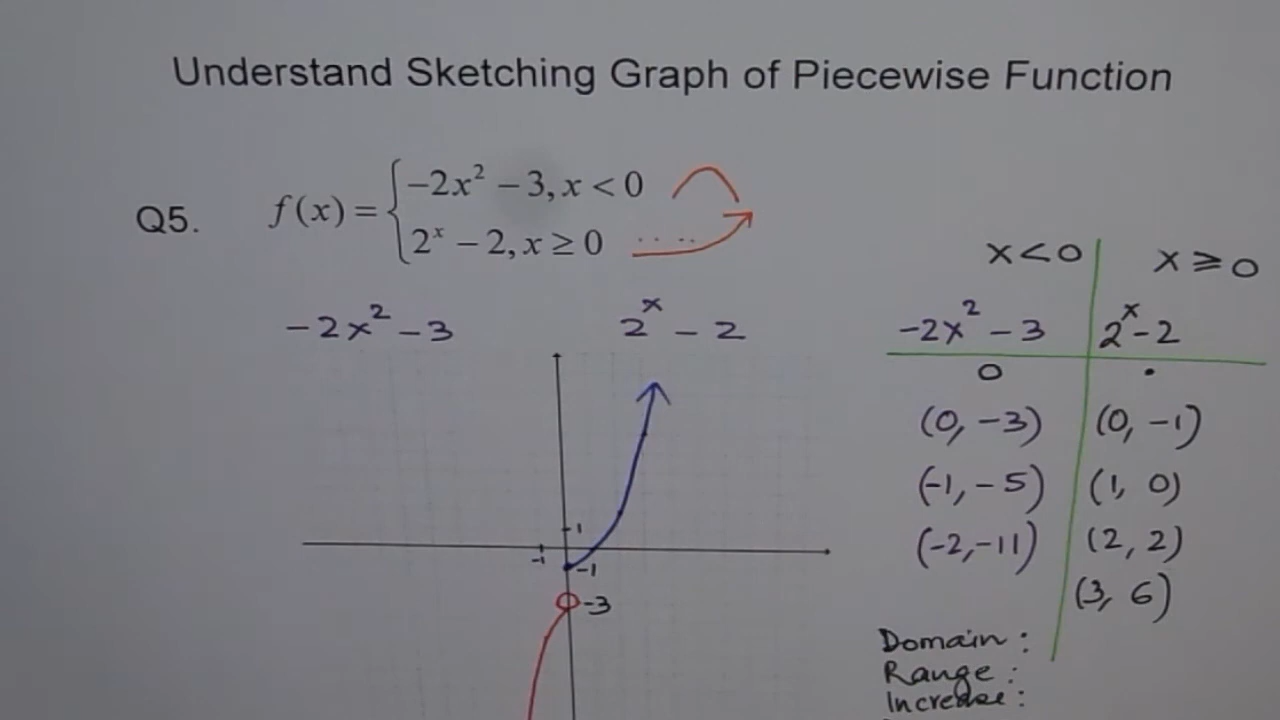 Understand Sketching Graph of Piecewise Function
Q5. f(x) = { −2x² − 3, x < 0
2ˣ − 2, x ≥ 0
−2x² − 3
2ˣ − 2
1
-1
-1
-3
x < 0 x ≥ 0
−2x² − 3 2ˣ − 2
(0, −3) (0, −1)
(−1, −5) (1, 0)
(−2, −11) (2, 2)
(3, 6)
Domain :
Range :
Increase :